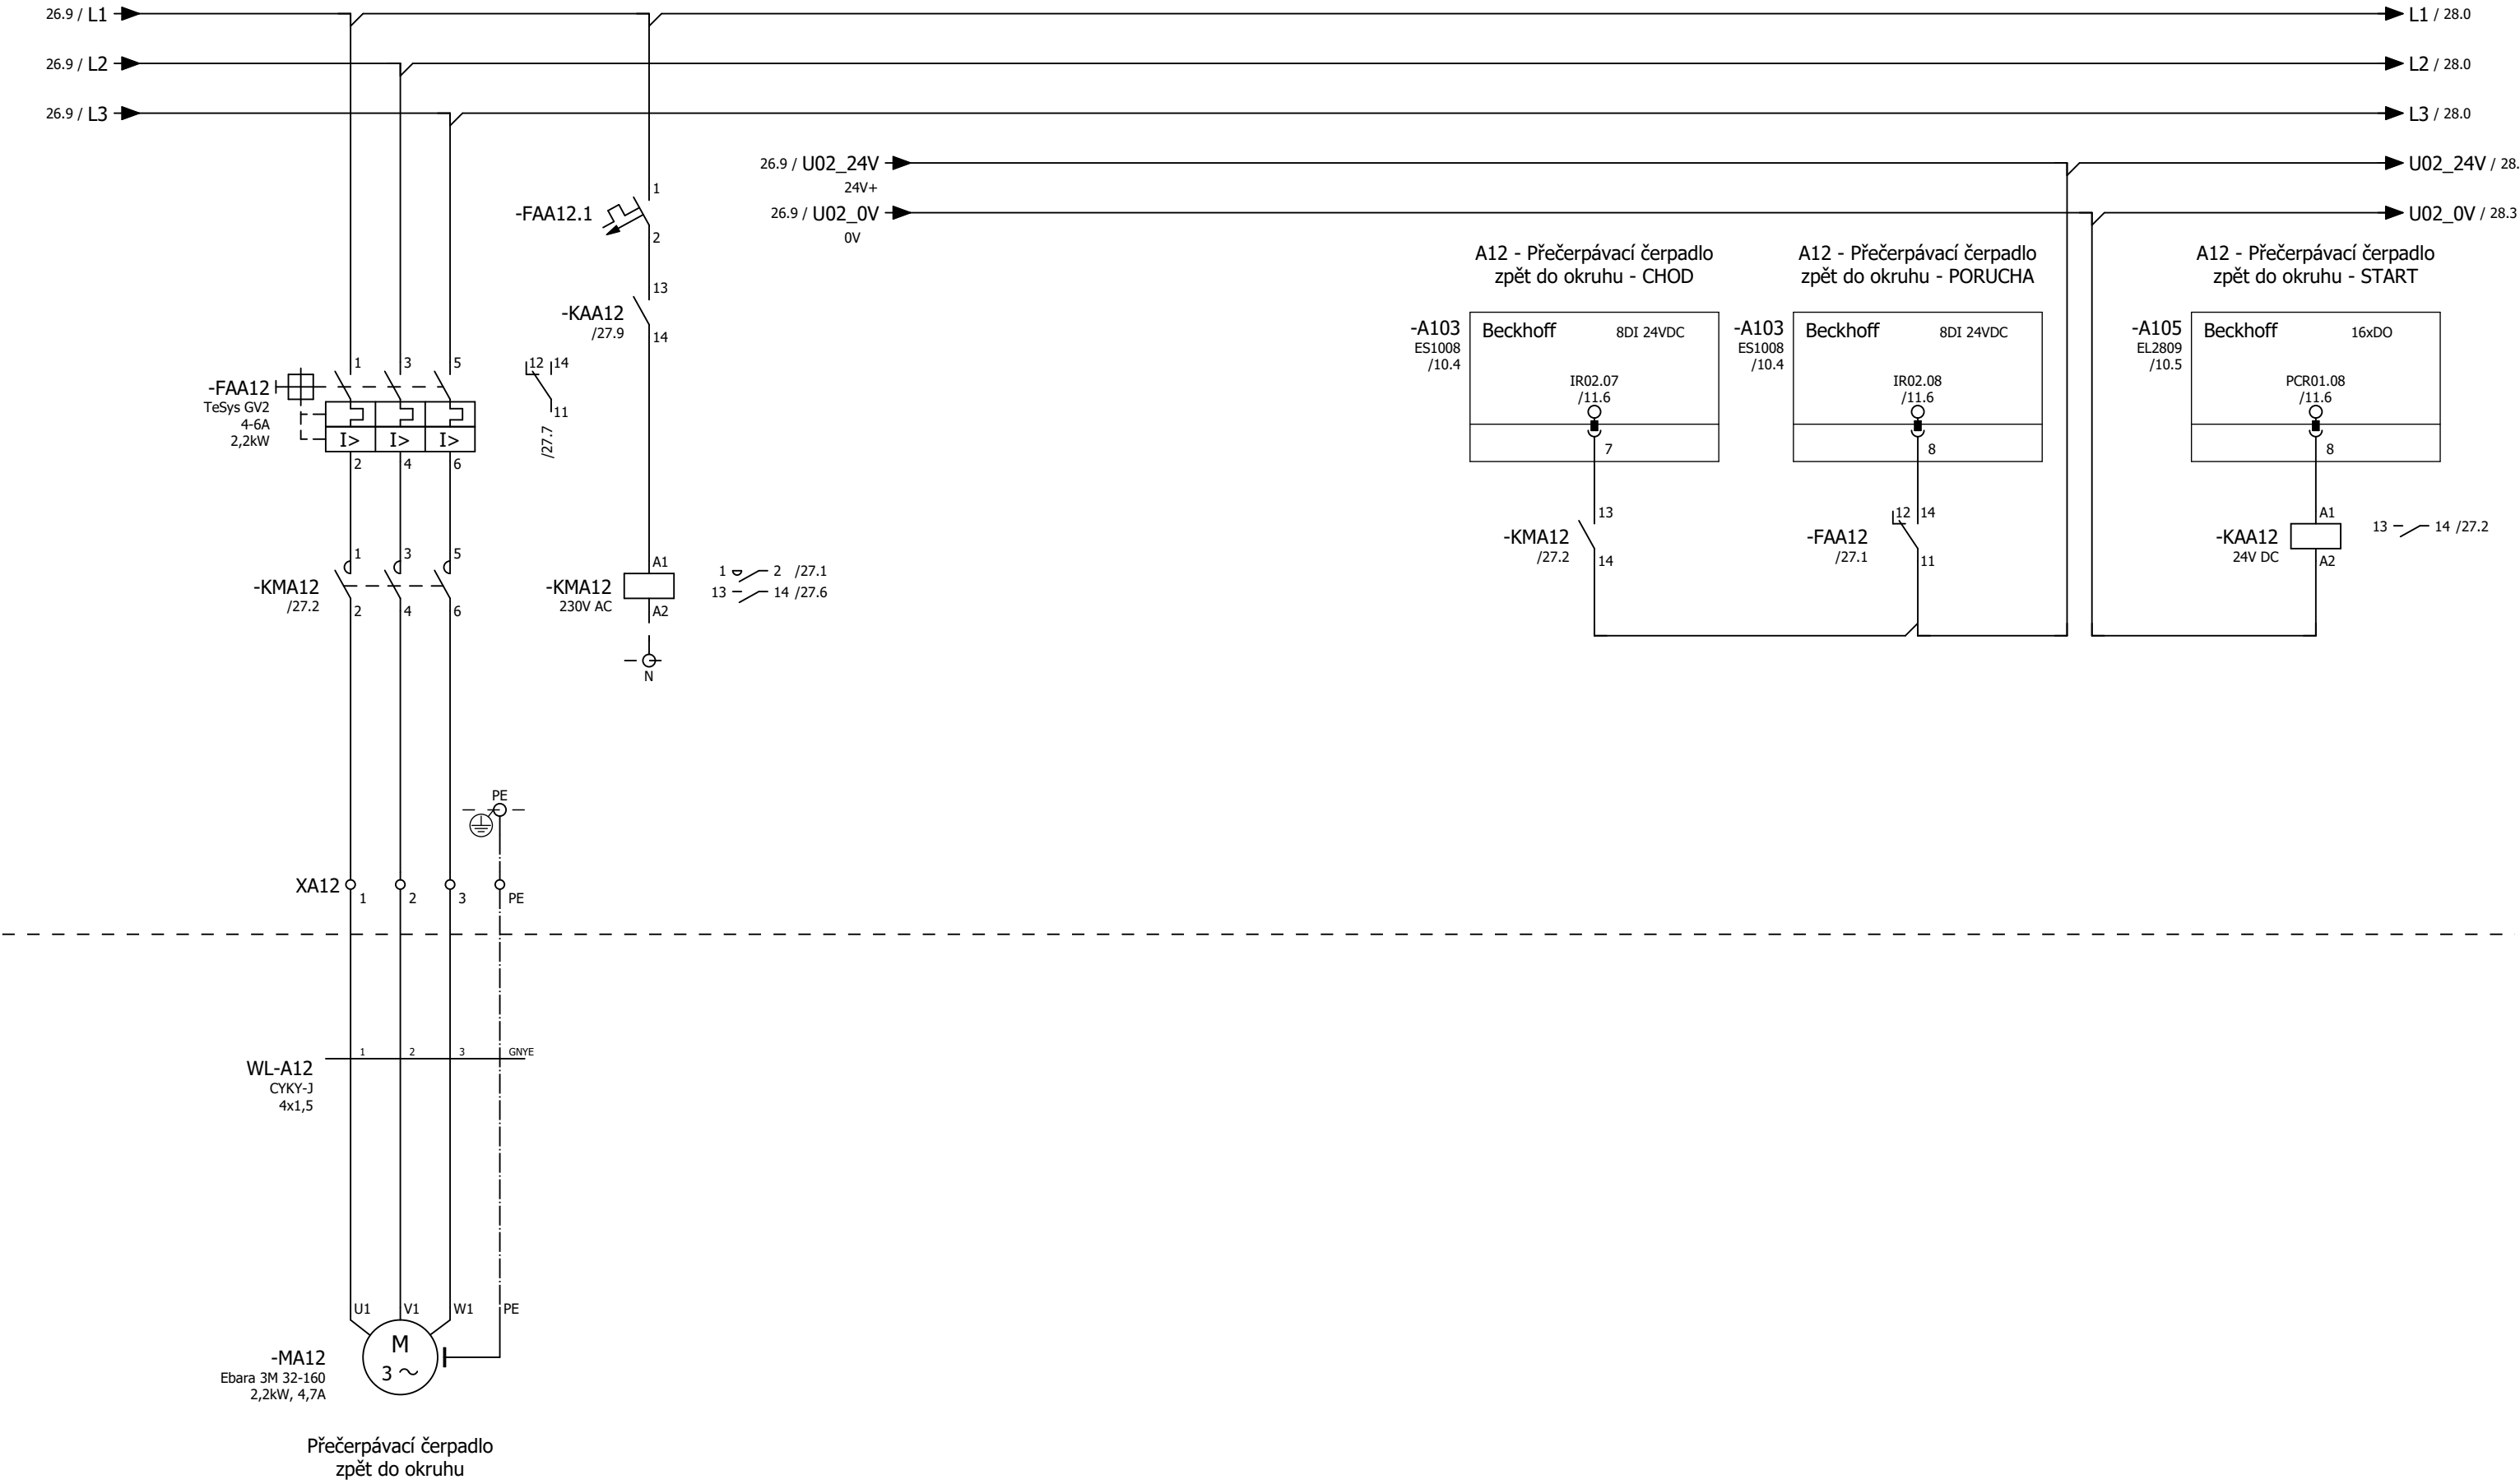 26.9 / L1
L1 / 28.0
26.9 / L2
L2 / 28.0
26.9 / L3
L3 / 28.0
26.9 / U02_24V
24V+
U02_24V / 28.
26.9 / U02_0V
0V
U02_0V / 28.3
1
-FAA12.1
2
13
-KAA12
/27.9
14
A12 - Přečerpávací čerpadlo
zpět do okruhu - CHOD
A12 - Přečerpávací čerpadlo
zpět do okruhu - PORUCHA
A12 - Přečerpávací čerpadlo
zpět do okruhu - START
-A103
ES1008
/10.4
Beckhoff 8DI 24VDC
IR02.07
/11.6
7
-A103
ES1008
/10.4
Beckhoff 8DI 24VDC
IR02.08
/11.6
8
-A105
EL2809
/10.5
Beckhoff 16xDO
PCR01.08
/11.6
8
1 3 5
-FAA12
TeSys GV2
4-6A
2,2kW
I> I> I>
2 4 6
12 14
11
/27.7
1 3 5
-KMA12
/27.2
2 4 6
A1
-KMA12
230V AC
A2
N
1 2 /27.1
13 14 /27.6
13
-KMA12
/27.2
14
12 14
-FAA12
/27.1
11
A1
-KAA12
24V DC
A2
13 14 /27.2
PE
XA12
1 2 3 PE
1 2 3 GNYE
WL-A12
CYKY-J
4x1,5
U1 V1 W1 PE
M
3 ~
-MA12
Ebara 3M 32-160
2,2kW, 4,7A
Přečerpávací čerpadlo
zpět do okruhu